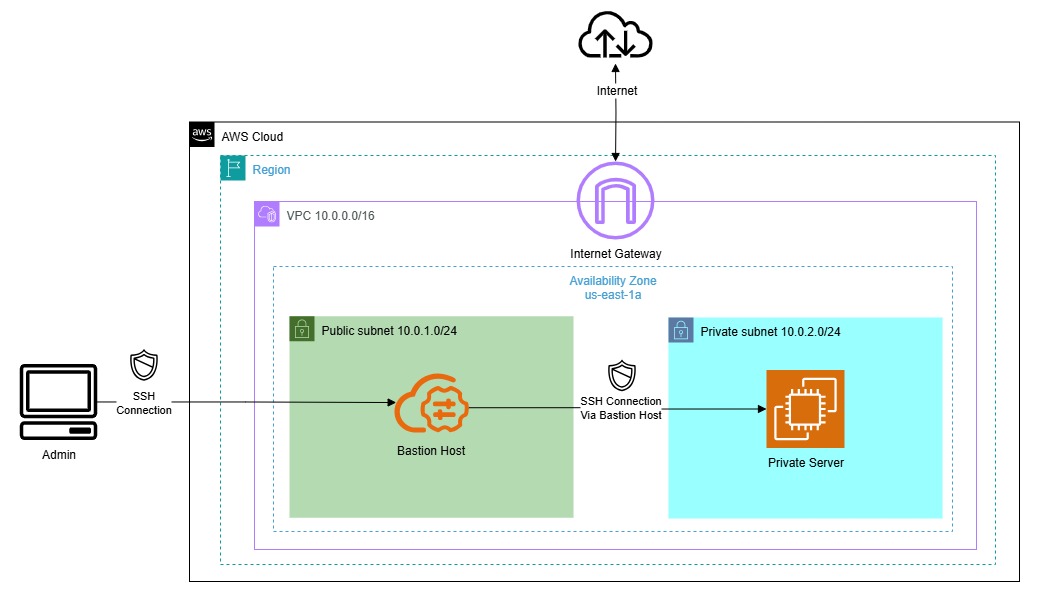 Internet
aws
AWS Cloud
Region
VPC 10.0.0.0/16
Internet Gateway
Availability Zone
us-east-1a
Public subnet 10.0.1.0/24
Private subnet 10.0.2.0/24
SSH
Connection
SSH Connection
Via Bastion Host
Admin
Bastion Host
Private Server